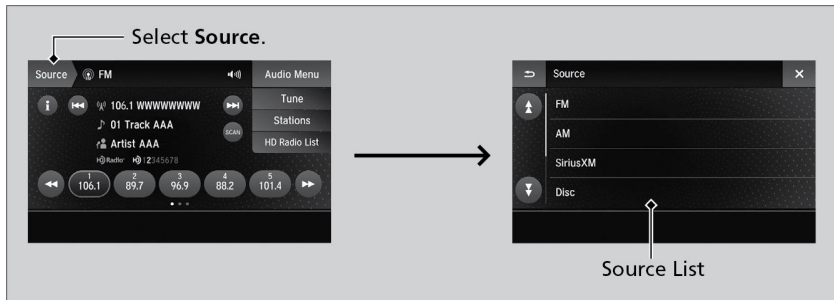 Select Source.
Source FM Audio Menu
i 106.1 WWWWWWWW Tune
01 Track AAA SCAN Stations
Artist AAA HD Radio List
HD Radio HD 12345678
1 106.1 2 89.7 3 96.9 4 88.2 5 101.4
Source
FM
AM
SiriusXM
Disc
Source List